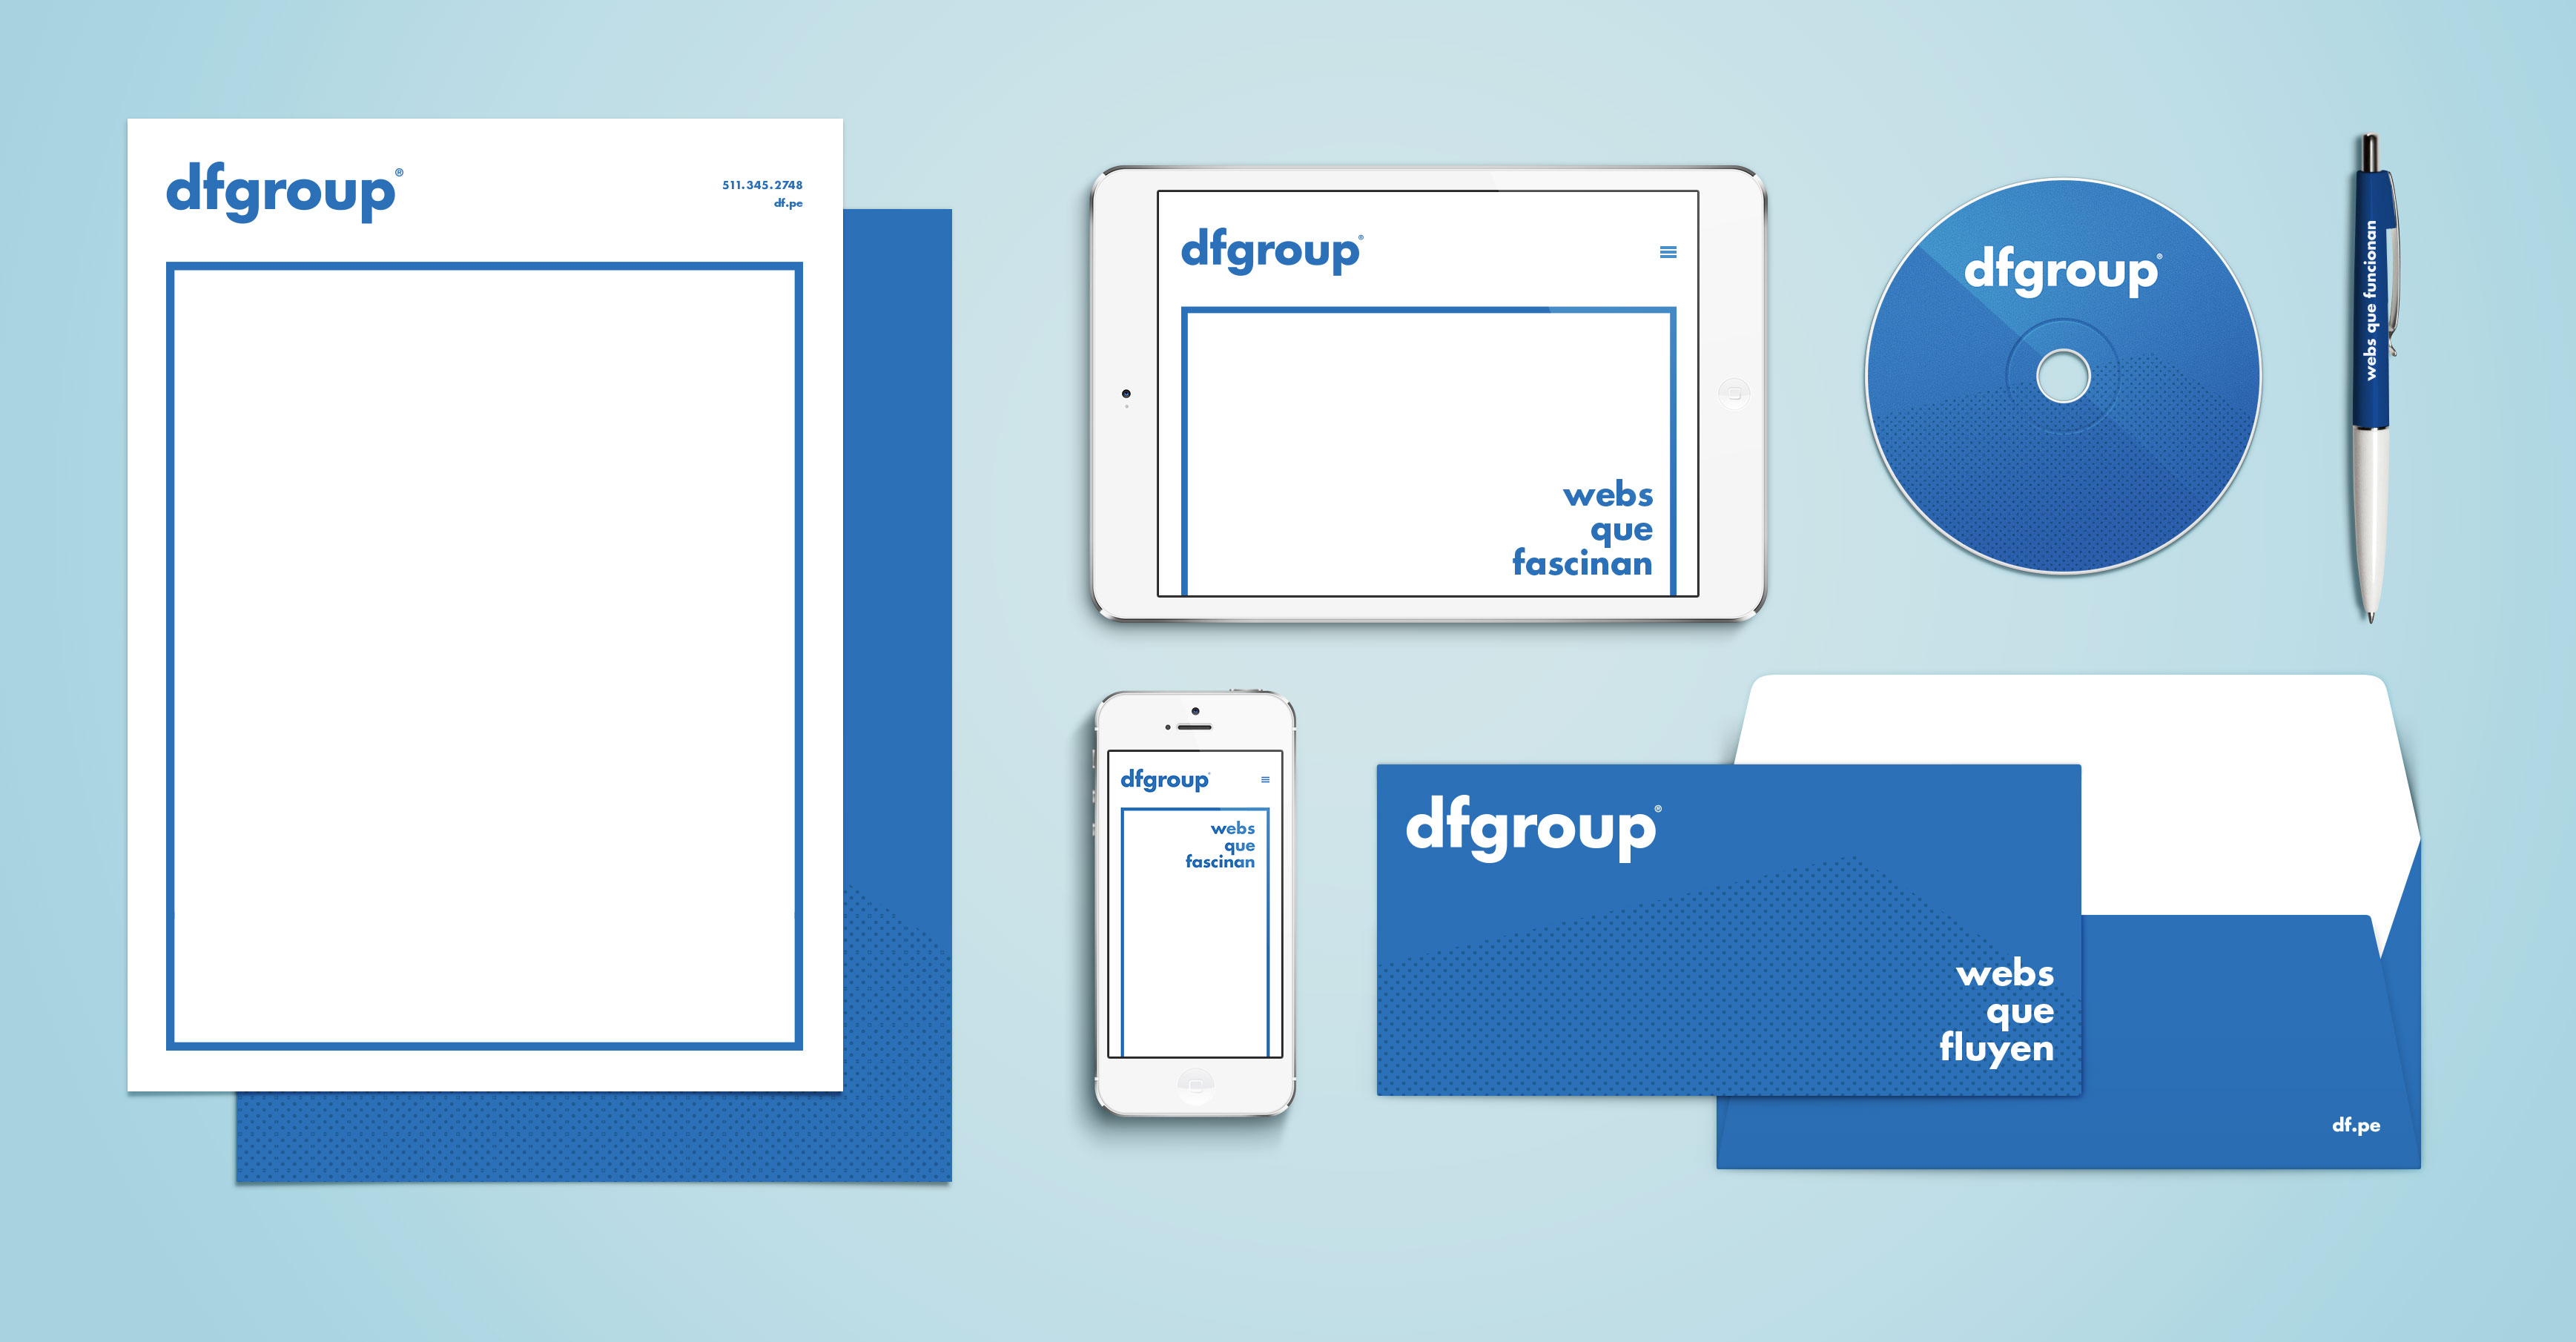 dfgroup®
511.345.2748
df.pe
dfgroup®
webs
que
fascinan
dfgroup®
webs que funcionan
dfgroup
webs
que
fascinan
dfgroup®
webs
que
fluyen
df.pe